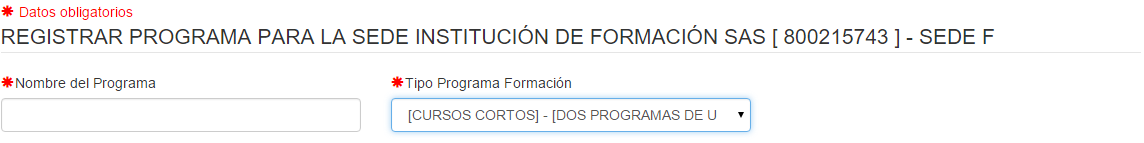 ✱ Datos obligatorios
REGISTRAR PROGRAMA PARA LA SEDE INSTITUCIÓN DE FORMACIÓN SAS [ 800215743 ] - SEDE F
✱Nombre del Programa ✱Tipo Programa Formación
[CURSOS CORTOS] - [DOS PROGRAMAS DE U